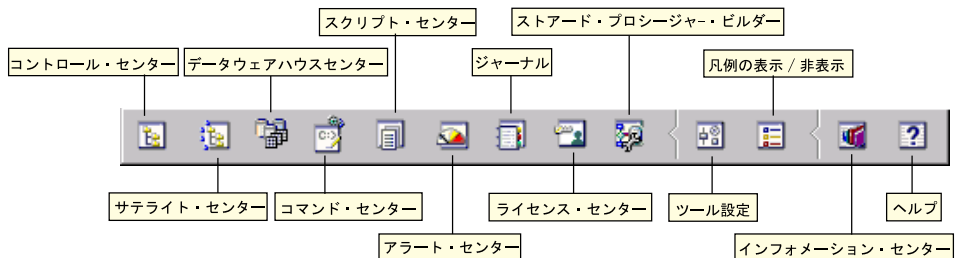 スクリプト・センター
ストアード・プロシージャ-・ビルダー
コントロール・センター
データウェアハウスセンター
ジャーナル
凡例の表示 / 非表示
サテライト・センター
コマンド・センター
ライセンス・センター
ツール設定
ヘルプ
アラート・センター
インフォメーション・センター